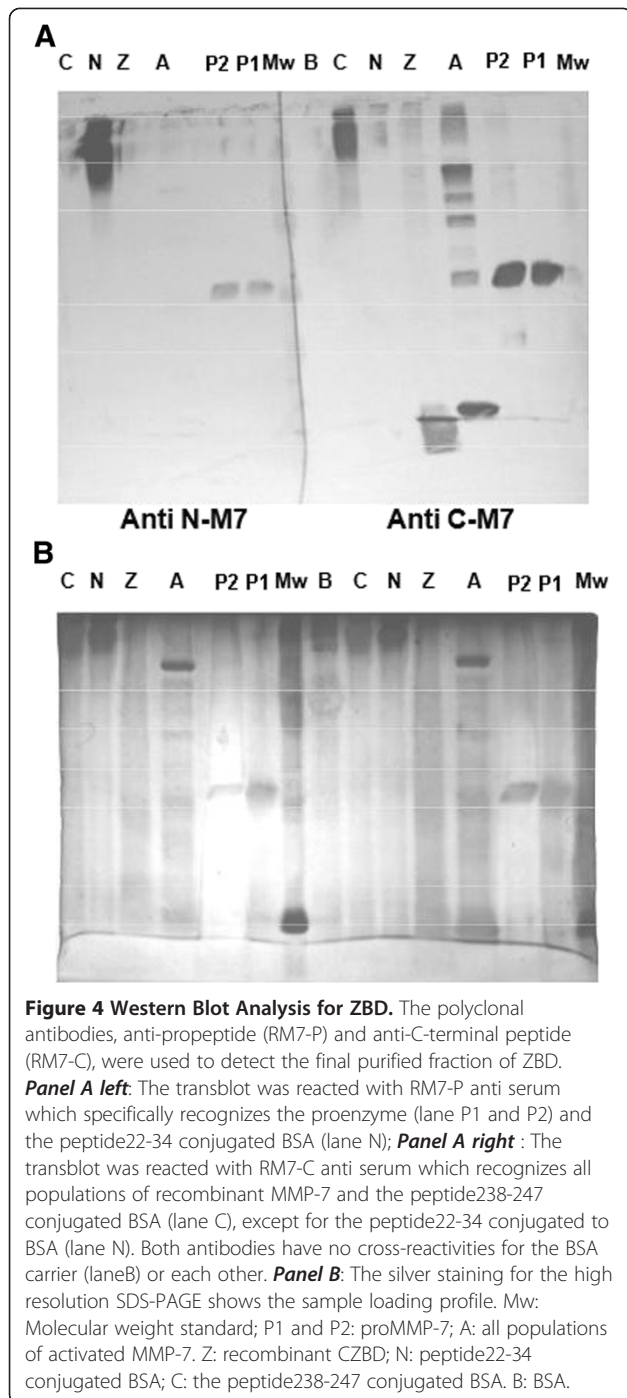 A
C N Z A P2 P1 Mw B C N Z A P2 P1 Mw
Anti N-M7 Anti C-M7
B
C N Z A P2 P1 Mw B C N Z A P2 P1 Mw
Figure 4 Western Blot Analysis for ZBD. The polyclonal
antibodies, anti-propeptide (RM7-P) and anti-C-terminal peptide
(RM7-C), were used to detect the final purified fraction of ZBD.
Panel A left: The transblot was reacted with RM7-P anti serum
which specifically recognizes the proenzyme (lane P1 and P2) and
the peptide22-34 conjugated BSA (lane N); Panel A right : The
transblot was reacted with RM7-C anti serum which recognizes all
populations of recombinant MMP-7 and the peptide238-247
conjugated BSA (lane C), except for the peptide22-34 conjugated to
BSA (lane N). Both antibodies have no cross-reactivities for the BSA
carrier (laneB) or each other. Panel B: The silver staining for the high
resolution SDS-PAGE shows the sample loading profile. Mw:
Molecular weight standard; P1 and P2: proMMP-7; A: all populations
of activated MMP-7. Z: recombinant CZBD; N: peptide22-34
conjugated BSA; C: the peptide238-247 conjugated BSA. B: BSA.